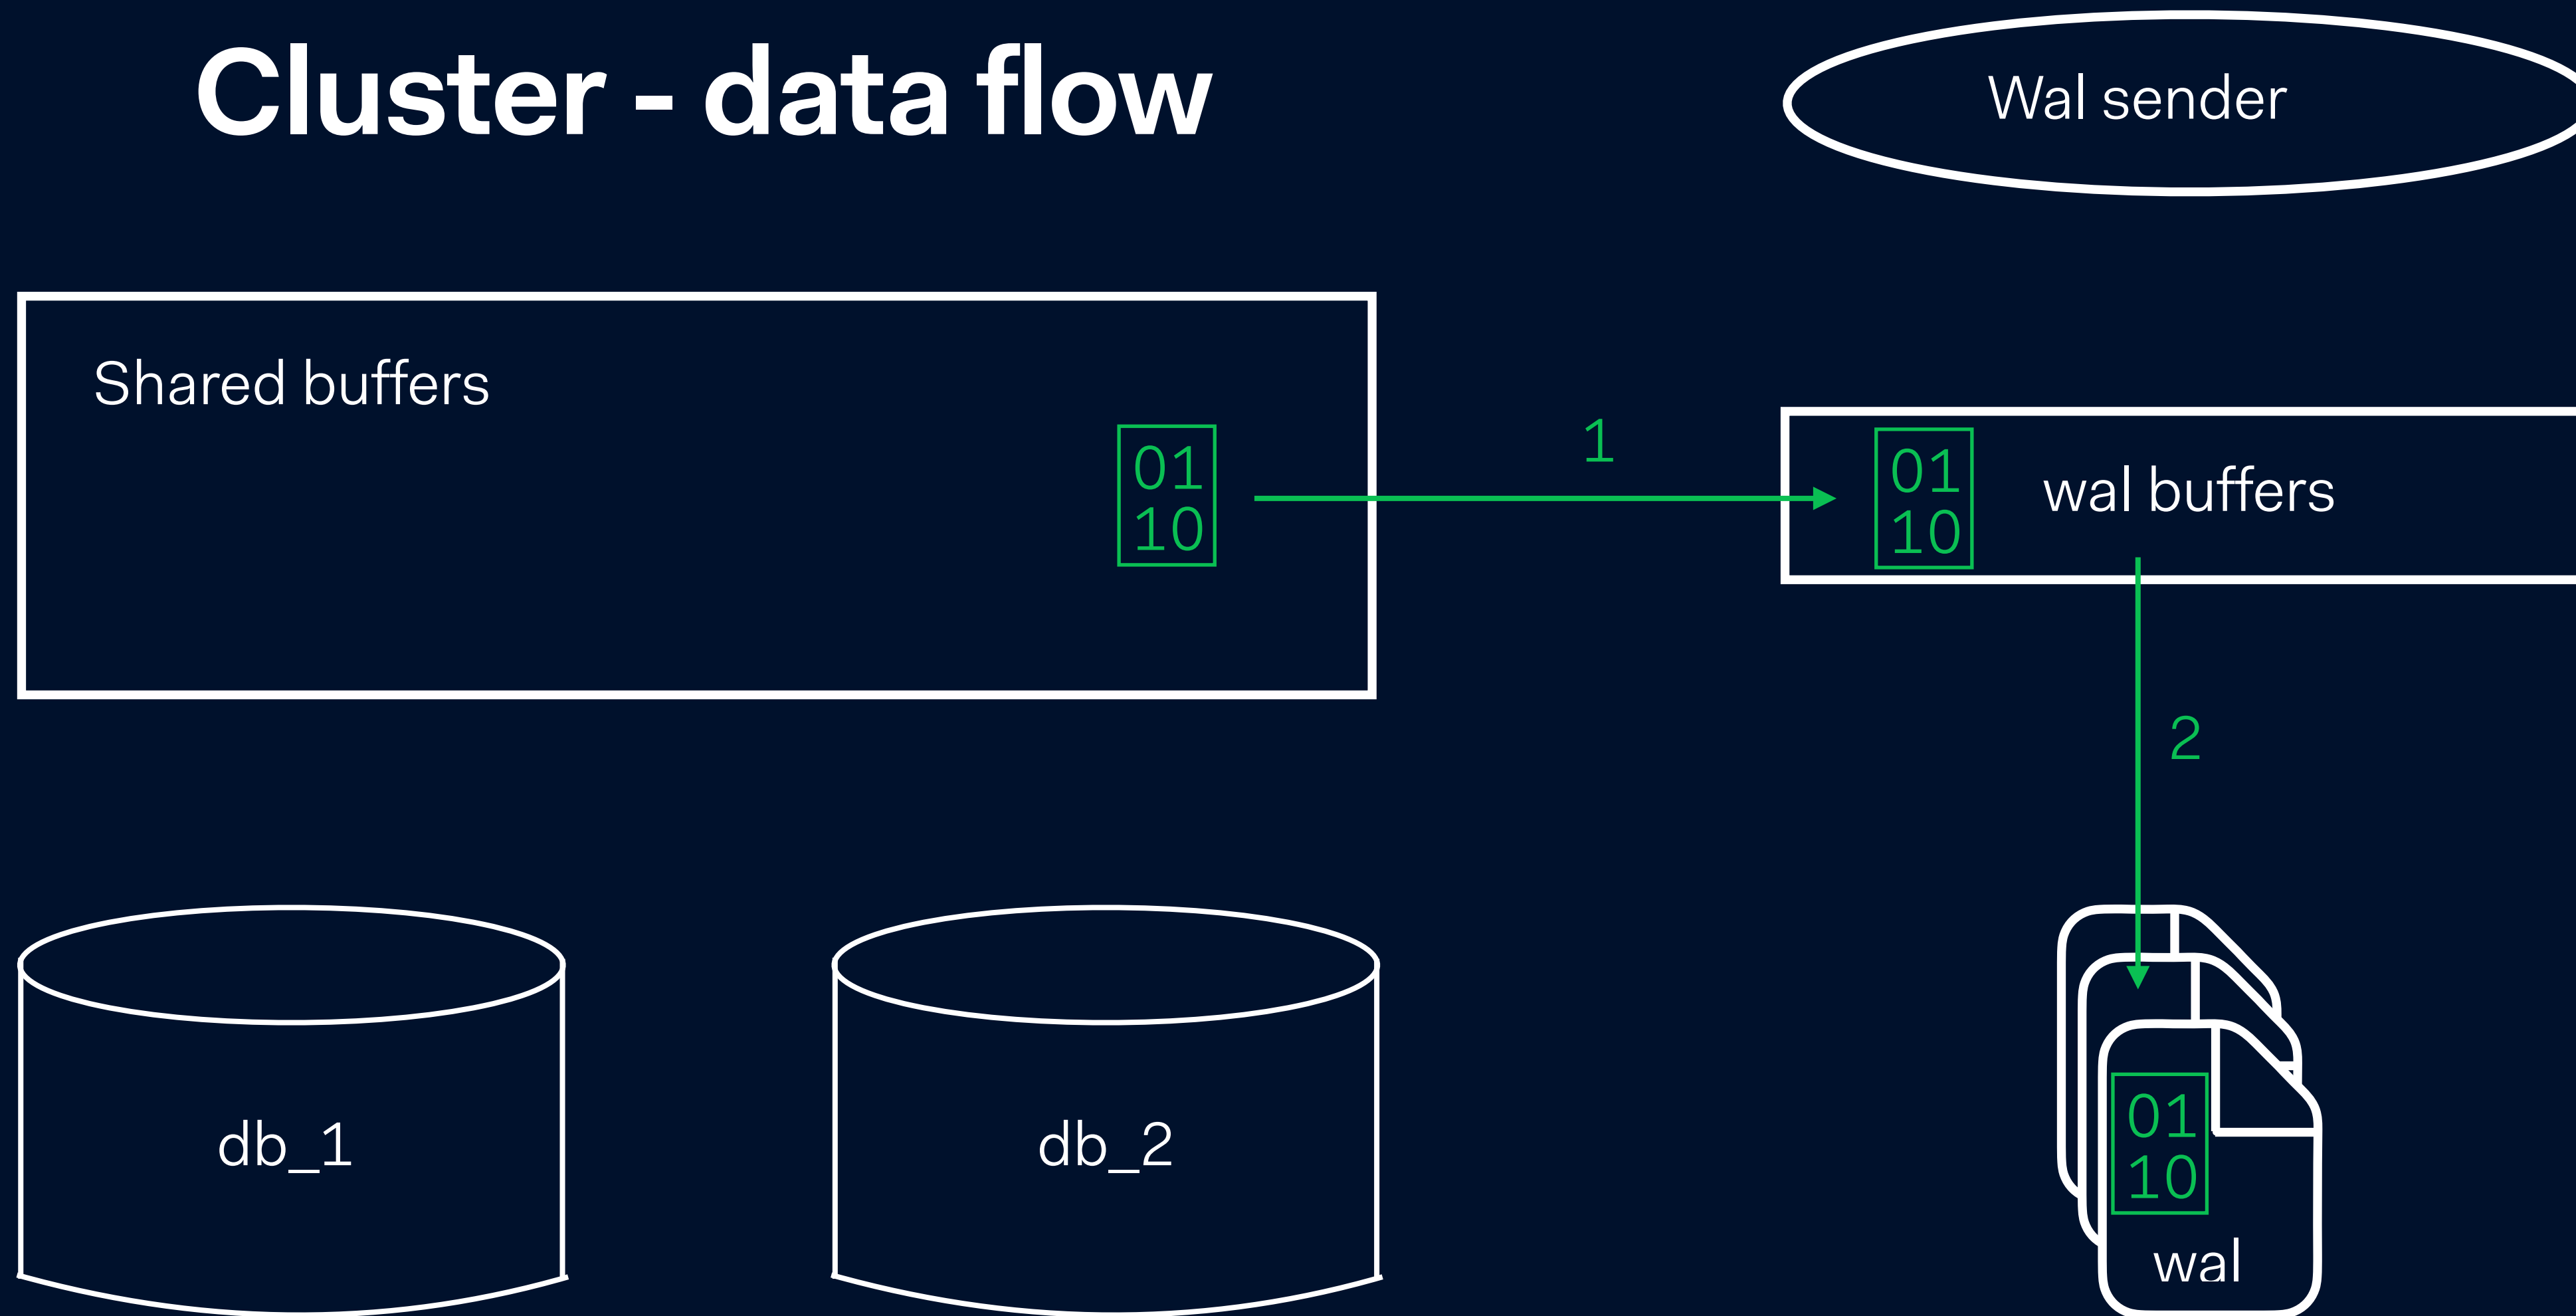 Cluster - data flow
Wal sender
Shared buffers
01
10
1
01
10
wal buffers
2
db_1
db_2
01
10
wal